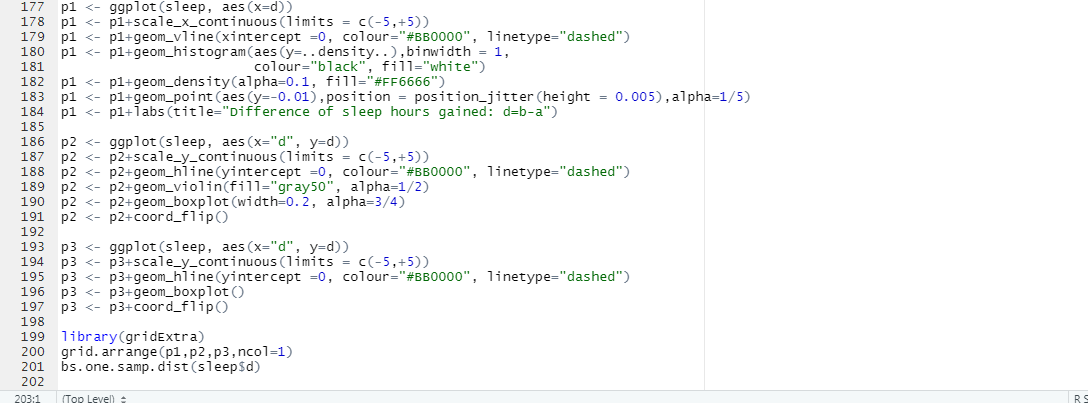 177 p1 <- ggplot(sleep, aes(x=d))
178 p1 <- p1+scale_x_continuous(limits = c(-5,+5))
179 p1 <- p1+geom_vline(xintercept =0, colour="#BB0000", linetype="dashed")
180 p1 <- p1+geom_histogram(aes(y=..density..),binwidth = 1,
181                         colour="black", fill="white")
182 p1 <- p1+geom_density(alpha=0.1, fill="#FF6666")
183 p1 <- p1+geom_point(aes(y=-0.01),position = position_jitter(height = 0.005),alpha=1/5)
184 p1 <- p1+labs(title="Difference of sleep hours gained: d=b-a")
185
186 p2 <- ggplot(sleep, aes(x="d", y=d))
187 p2 <- p2+scale_y_continuous(limits = c(-5,+5))
188 p2 <- p2+geom_hline(yintercept =0, colour="#BB0000", linetype="dashed")
189 p2 <- p2+geom_violin(fill="gray50", alpha=1/2)
190 p2 <- p2+geom_boxplot(width=0.2, alpha=3/4)
191 p2 <- p2+coord_flip()
192
193 p3 <- ggplot(sleep, aes(x="d", y=d))
194 p3 <- p3+scale_y_continuous(limits = c(-5,+5))
195 p3 <- p3+geom_hline(yintercept =0, colour="#BB0000", linetype="dashed")
196 p3 <- p3+geom_boxplot()
197 p3 <- p3+coord_flip()
198
199 library(gridExtra)
200 grid.arrange(p1,p2,p3,ncol=1)
201 bs.one.samp.dist(sleep$d)
202
203:1 (Top Level) R